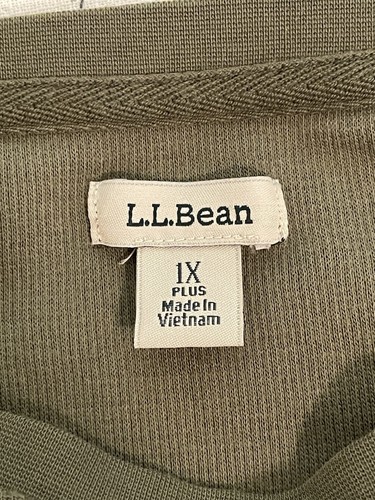 L.L.Bean
1X
PLUS
Made In
Vietnam